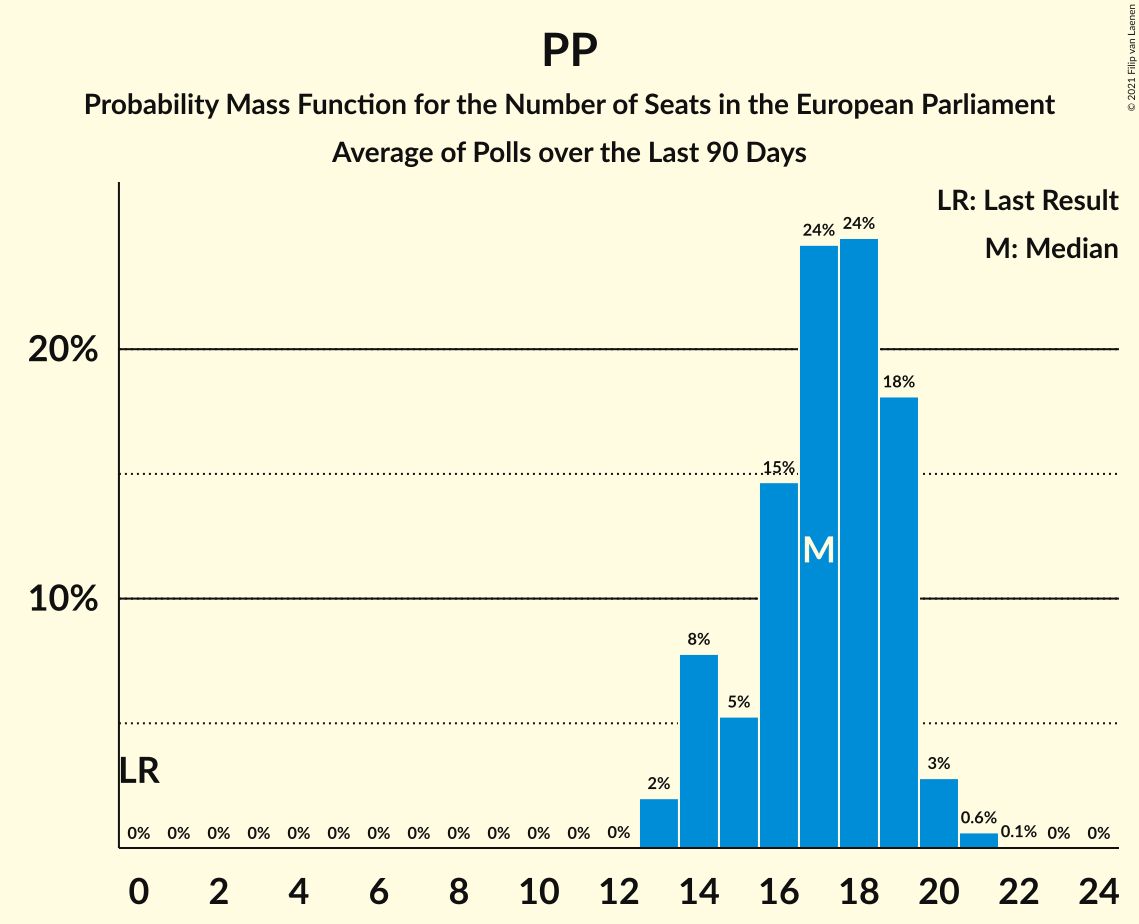 PP
Probability Mass Function for the Number of Seats in the European Parliament
Average of Polls over the Last 90 Days
© 2021 Filip van Laenen
LR: Last Result
M: Median
24% 24%
20%
18%
15%
M
10%
8%
5%
LR
2% 3%
0% 0% 0% 0% 0% 0% 0% 0% 0% 0% 0% 0% 0% 0.6% 0.1% 0% 0%
0 2 4 6 8 10 12 14 16 18 20 22 24